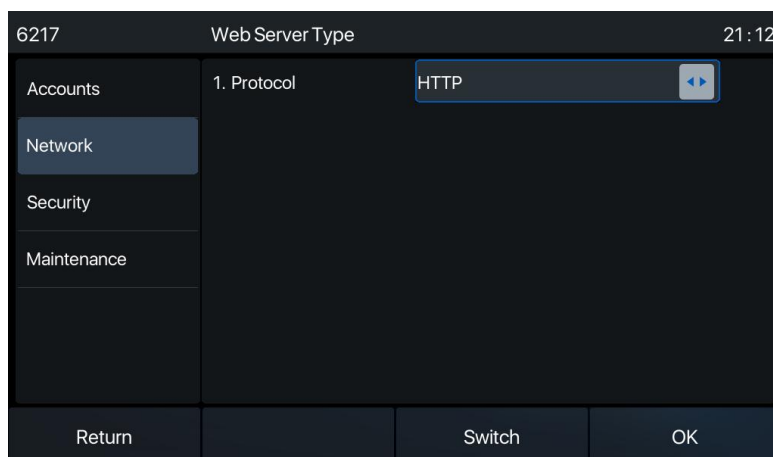 6217 Web Server Type 21:12
Accounts
1. Protocol HTTP
Network
Security
Maintenance
Return Switch OK